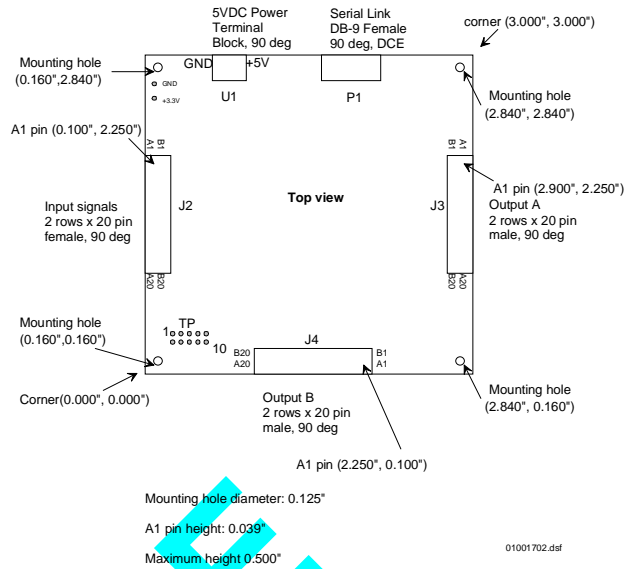 5VDC Power
Terminal
Block, 90 deg
Serial Link
DB-9 Female
90 deg, DCE
corner (3.000", 3.000")
Mounting hole
(0.160",2.840")
GND
+5V
U1
P1
GND
+3.3V
Mounting hole
(2.840", 2.840")
A1 pin (0.100", 2.250")
A1
B1
B1
A1
Input signals
2 rows x 20 pin
female, 90 deg
J2
Top view
J3
A1 pin (2.900", 2.250")
Output A
2 rows x 20 pin
male, 90 deg
A20
B20
B20
A20
Mounting hole
(0.160",0.160")
TP
1
10
J4
B20
A20
B1
A1
Corner(0.000", 0.000")
Output B
2 rows x 20 pin
male, 90 deg
Mounting hole
(2.840", 0.160")
A1 pin (2.250", 0.100")
Mounting hole diameter: 0.125"
A1 pin height: 0.039"
Maximum height 0.500"
01001702.dsf